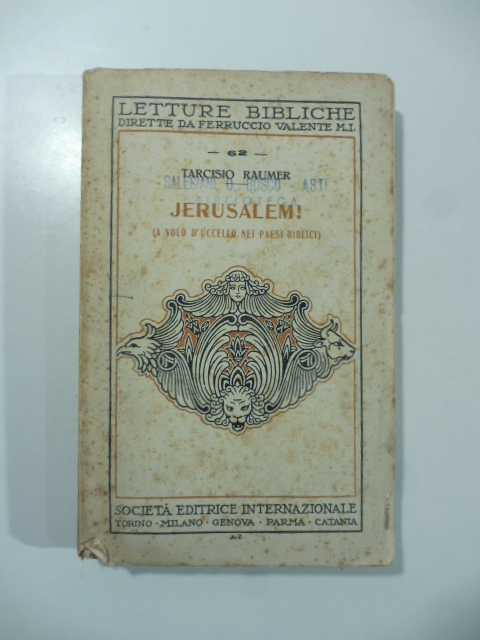 LETTURE BIBLICHE
DIRETTE DA FERRUCCIO VALENTE M.I.
— 62 —
TARCISIO RAUMER
SALESIANI D. BOSCO - ASTI
BIBLIOTECA
JERUSALEM!
(A VOLO D'UCCELLO NEI PAESI BIBLICI)
SOCIETÀ EDITRICE INTERNAZIONALE
TORINO · MILANO · GENOVA · PARMA · CATANIA